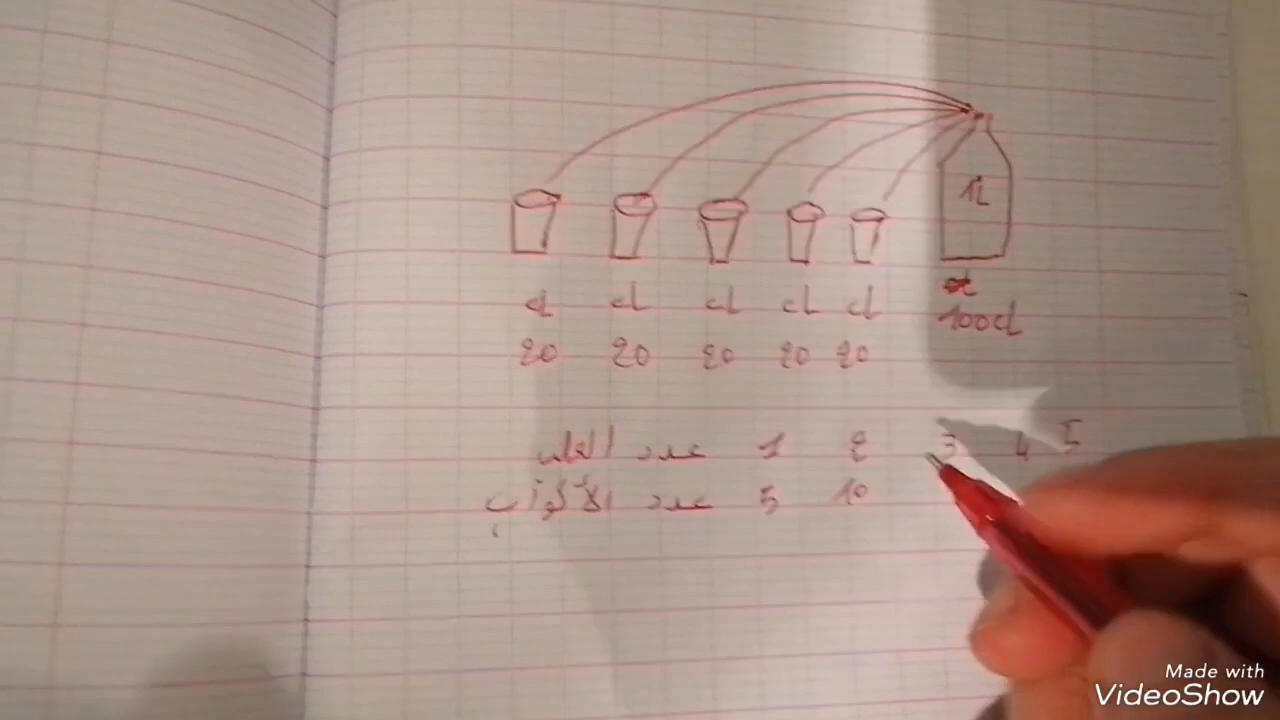 1L
100cl
cl cl cl cl cl
20 20 20 20 20
عدد العلب 1 2 3 4 5
عدد الأكواب 5 10
Made with
VideoShow